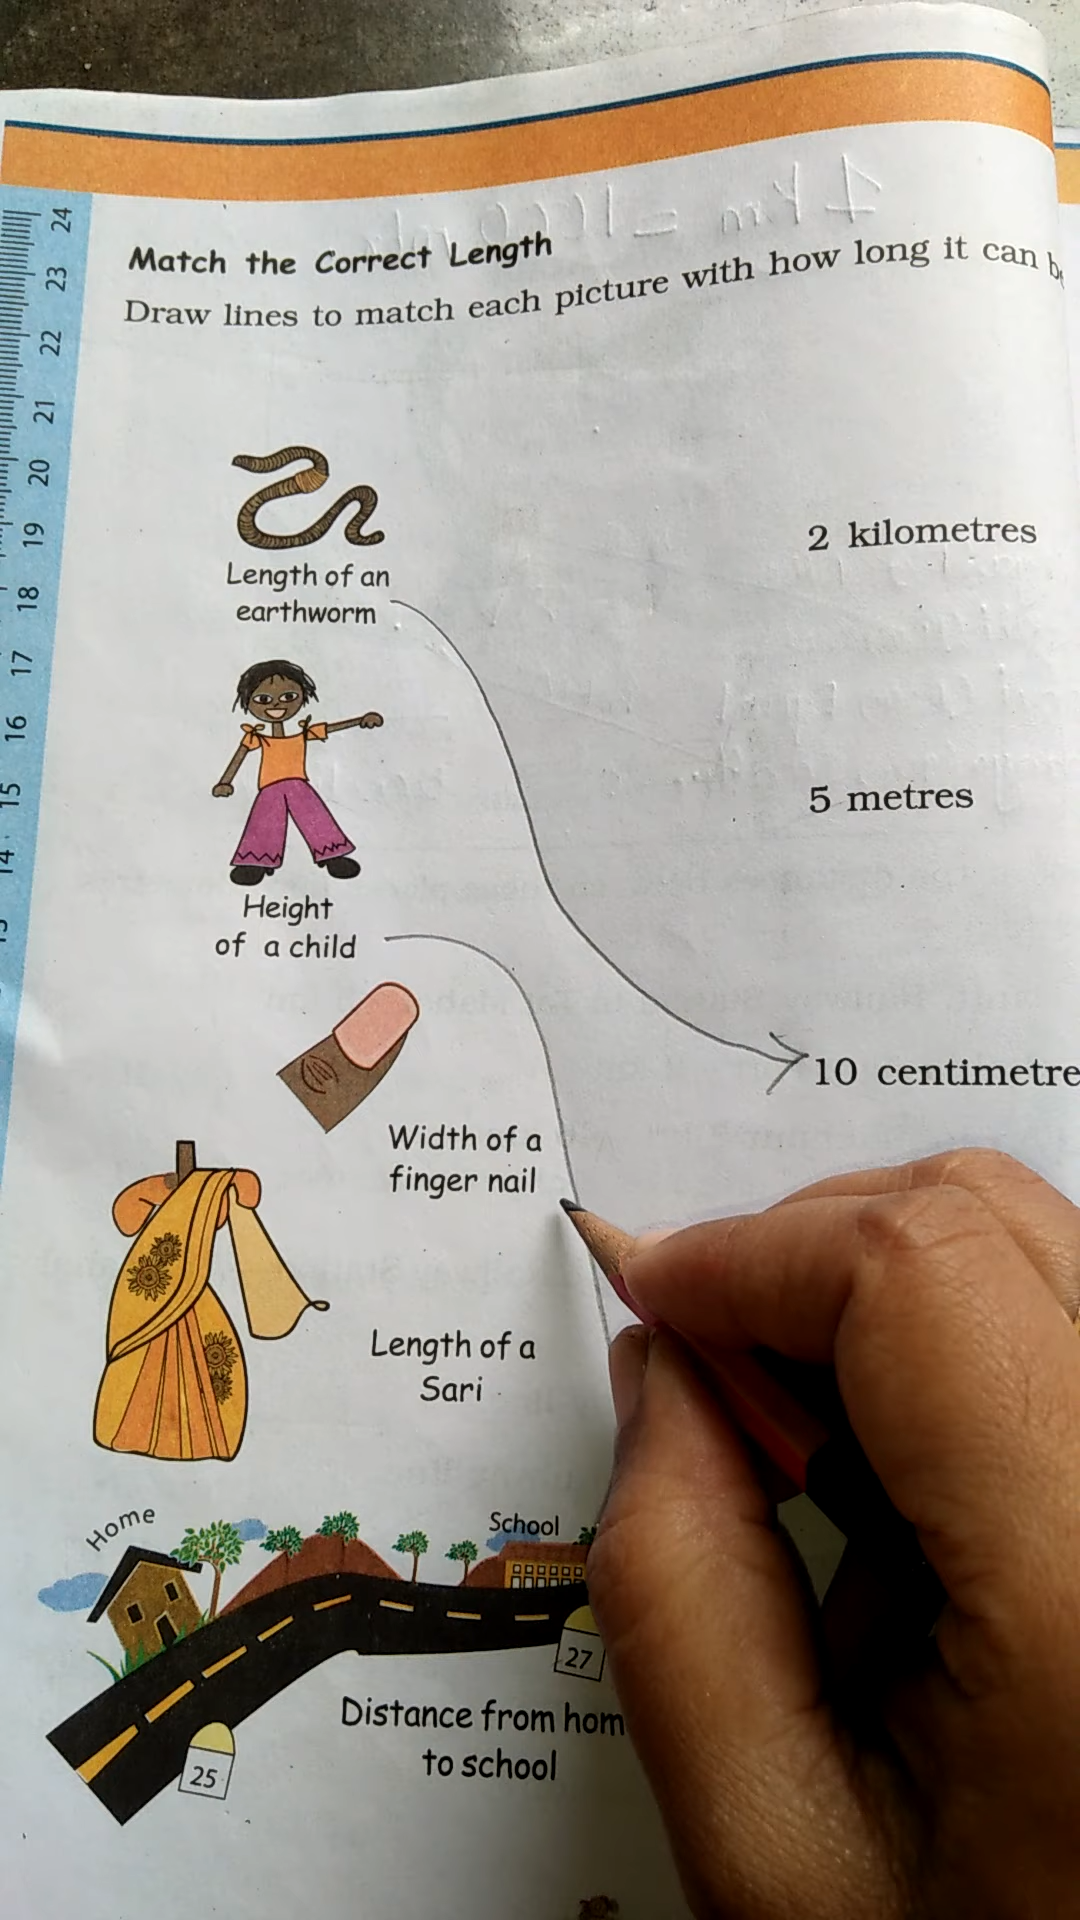 Match the Correct Length
Draw lines to match each picture with how long it can
24
23
22
21
20
19
18
17
16
15
14
Length of an
earthworm
2 kilometres
5 metres
Height
of a child
10 centimetre
Width of a
finger nail
Length of a
Sari
Home
School
27
25
Distance from hom
to school